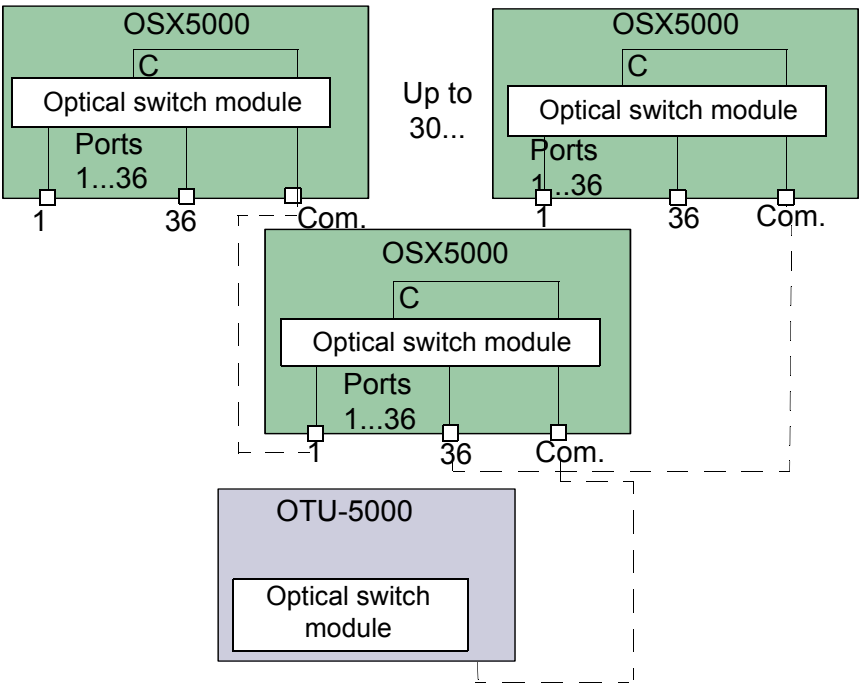 OSX5000
C
Optical switch module
Ports
1...36
1
36
Com.
Up to
30...
OSX5000
C
Optical switch module
Ports
1...36
1
36
Com.
OSX5000
C
Optical switch module
Ports
1...36
1
36
Com.
OTU-5000
Optical switch
module